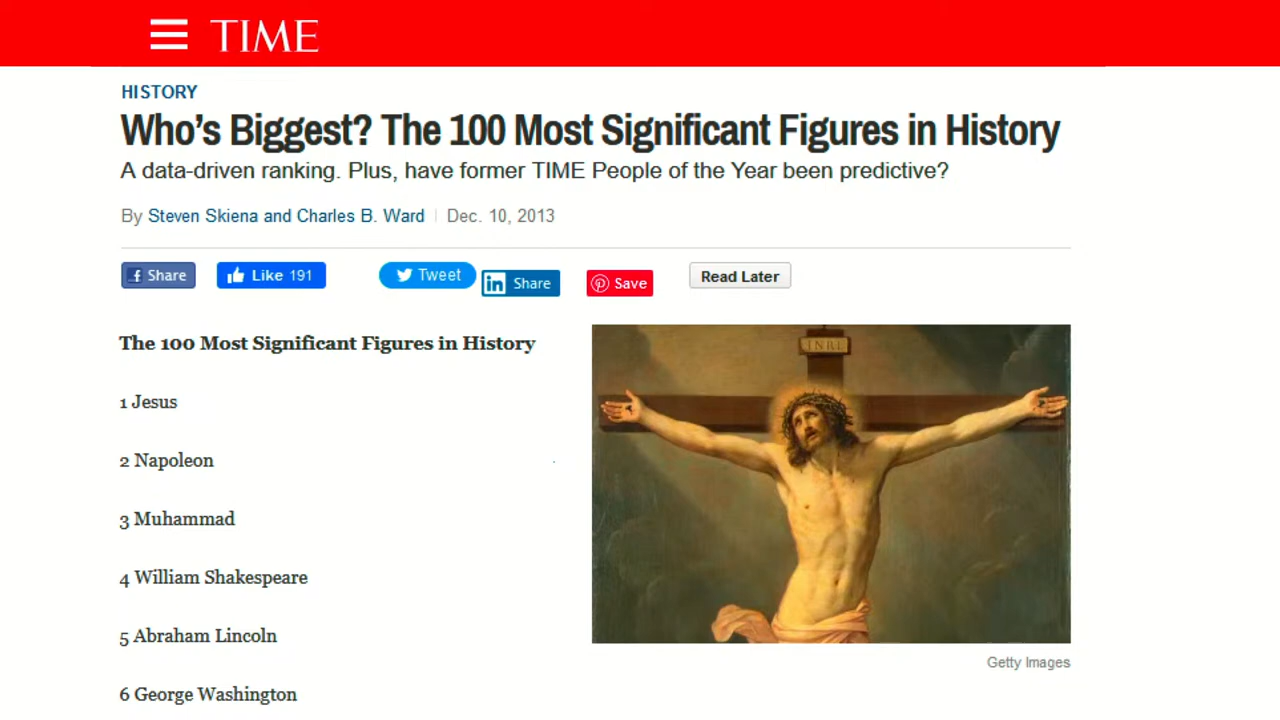 TIME
HISTORY
Who's Biggest? The 100 Most Significant Figures in History
A data-driven ranking. Plus, have former TIME People of the Year been predictive?
By Steven Skiena and Charles B. Ward | Dec. 10, 2013
Share Like 191 Tweet in Share Save Read Later
The 100 Most Significant Figures in History
INRI
1 Jesus
2 Napoleon
3 Muhammad
4 William Shakespeare
5 Abraham Lincoln
Getty Images
6 George Washington